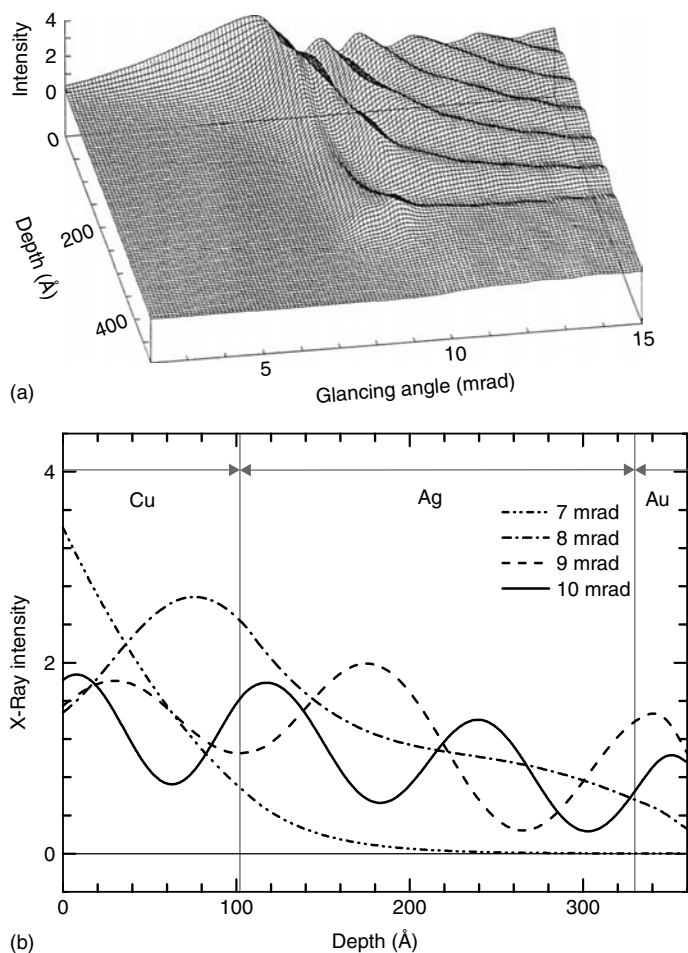 4
2
0
Intensity
0
200
400
Depth (Å)
5
10
15
Glancing angle (mrad)
(a)
4
Cu
Ag
Au
7 mrad
8 mrad
9 mrad
10 mrad
2
0
X-Ray intensity
0
100
200
300
Depth (Å)
(b)